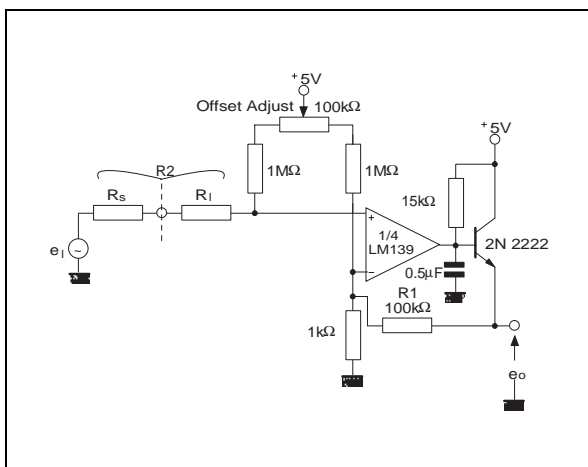 +5V
Offset Adjust
100kΩ
+5V
R2
1MΩ
1MΩ
15kΩ
Rs
Rl
+
1/4
LM139
−
2N 2222
el
~
0.5μF
R1
100kΩ
1kΩ
eo